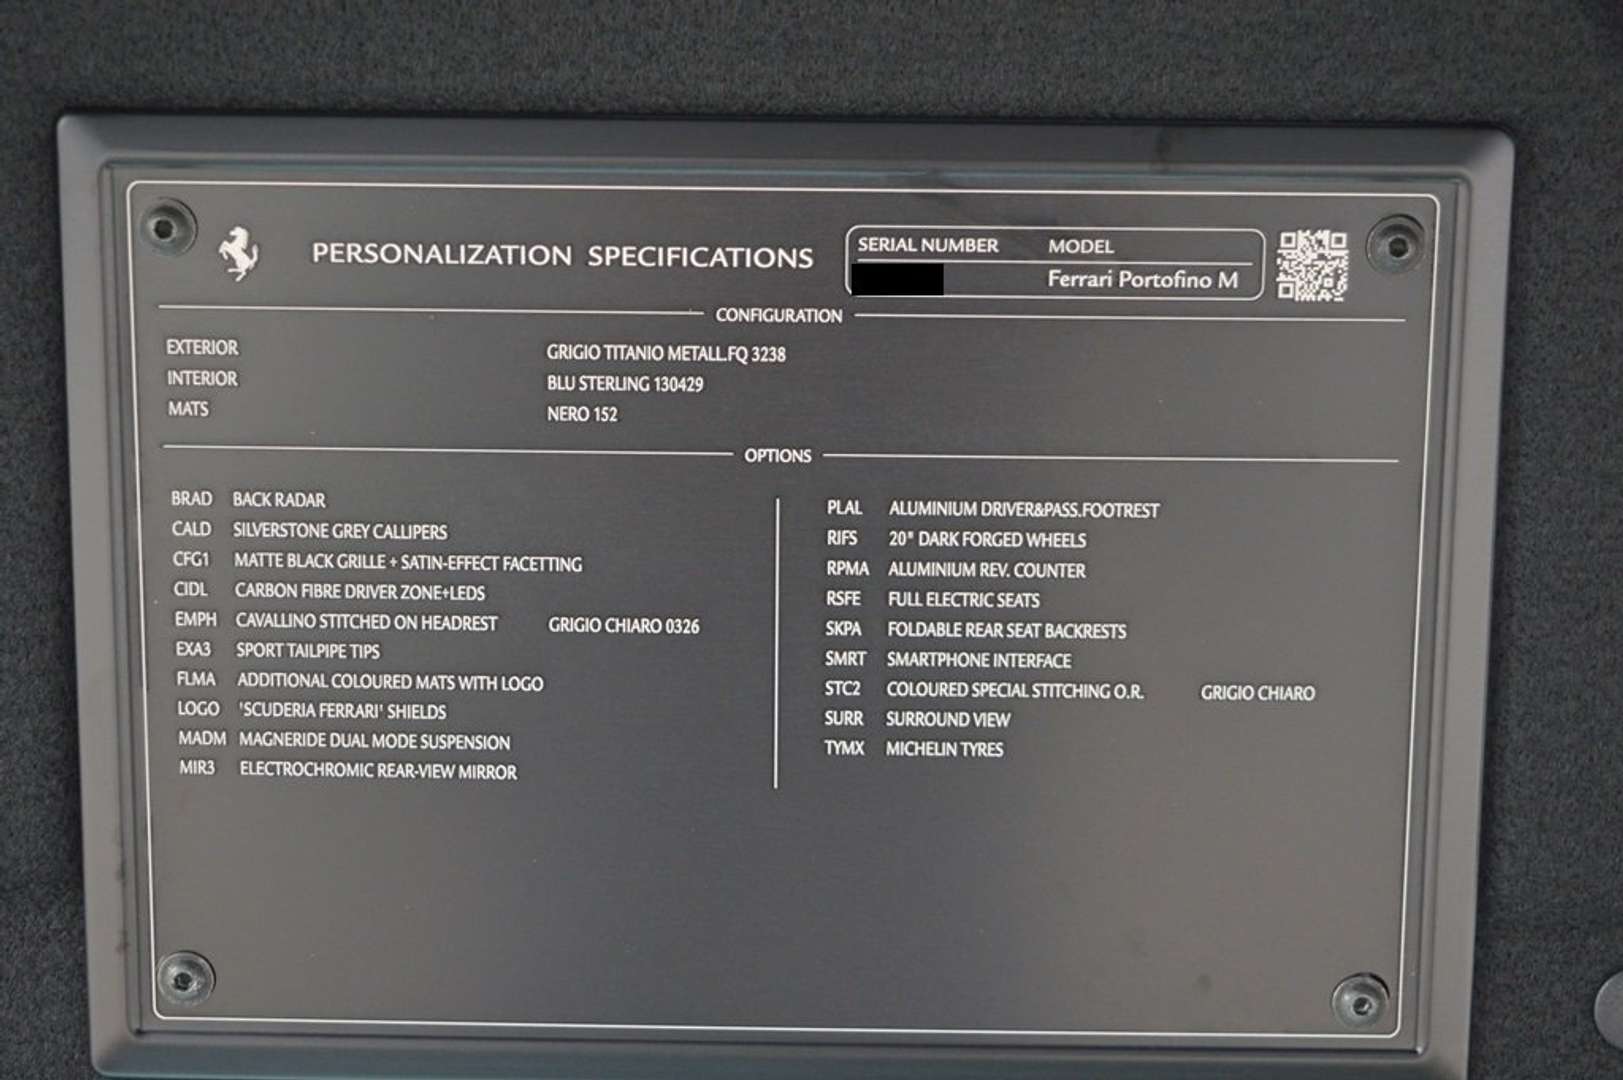 PERSONALIZATION SPECIFICATIONS
SERIAL NUMBER MODEL
Ferrari Portofino M
CONFIGURATION
EXTERIOR GRIGIO TITANIO METALL.FQ 3238
INTERIOR BLU STERLING 130429
MATS NERO 152
OPTIONS
BRAD BACK RADAR
CALD SILVERSTONE GREY CALLIPERS
CFG1 MATTE BLACK GRILLE + SATIN-EFFECT FACETTING
CIDL CARBON FIBRE DRIVER ZONE+LEDS
EMPH CAVALLINO STITCHED ON HEADREST GRIGIO CHIARO 0326
EXA3 SPORT TAILPIPE TIPS
FLMA ADDITIONAL COLOURED MATS WITH LOGO
LOGO 'SCUDERIA FERRARI' SHIELDS
MADM MAGNERIDE DUAL MODE SUSPENSION
MIR3 ELECTROCHROMIC REAR-VIEW MIRROR
PLAL ALUMINIUM DRIVER&PASS.FOOTREST
RIFS 20" DARK FORGED WHEELS
RPMA ALUMINIUM REV. COUNTER
RSFE FULL ELECTRIC SEATS
SKPA FOLDABLE REAR SEAT BACKRESTS
SMRT SMARTPHONE INTERFACE
STC2 COLOURED SPECIAL STITCHING O.R. GRIGIO CHIARO
SURR SURROUND VIEW
TYMX MICHELIN TYRES